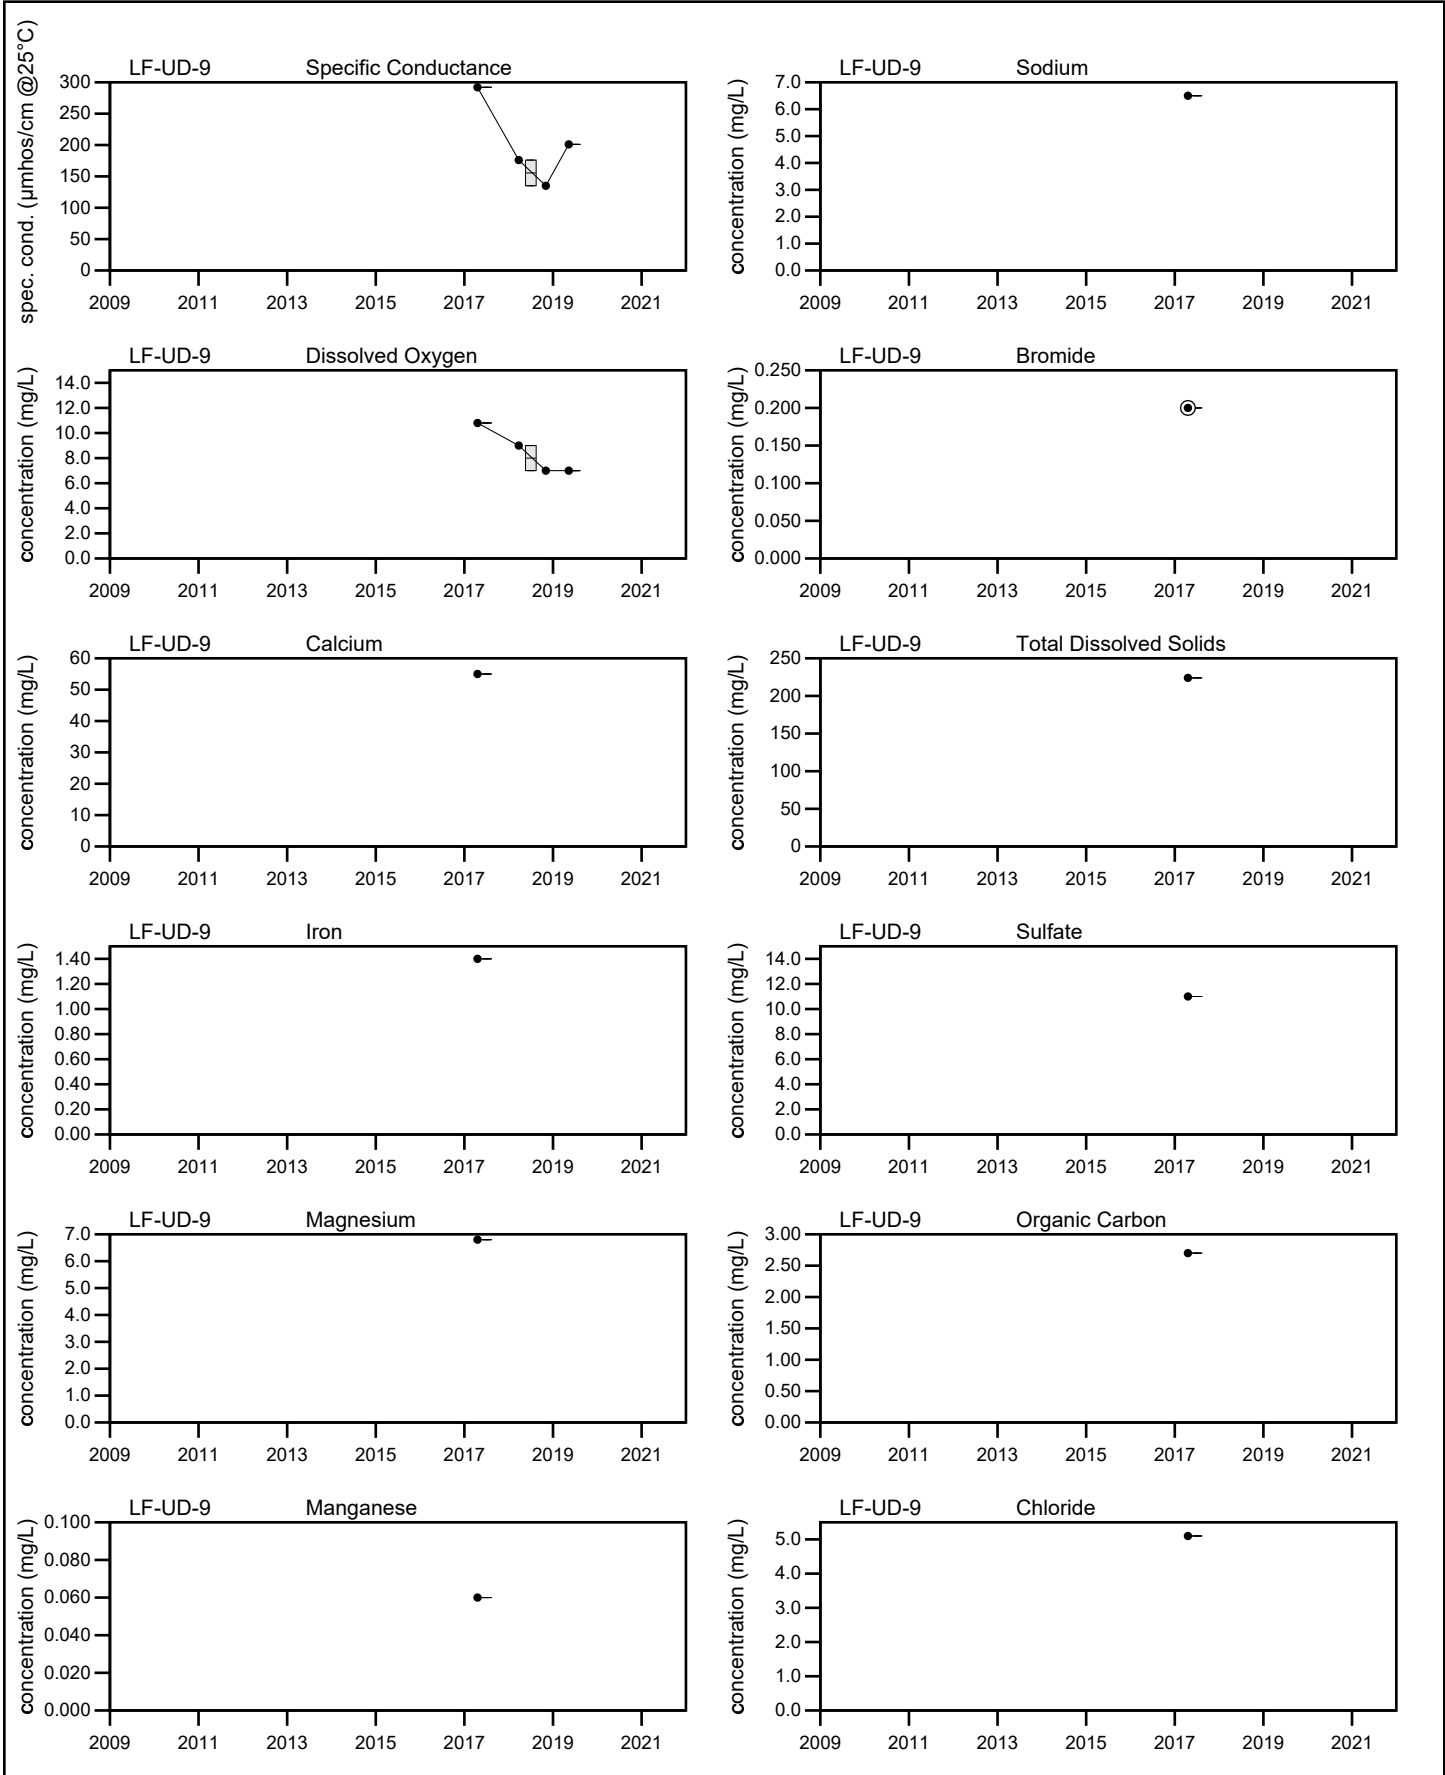 LF-UD-9 Specific Conductance
spec. cond. (µmhos/cm @25°C)
300
250
200
150
100
50
0
2009 2011 2013 2015 2017 2019 2021
LF-UD-9 Sodium
concentration (mg/L)
7.0
6.0
5.0
4.0
3.0
2.0
1.0
0.0
2009 2011 2013 2015 2017 2019 2021
LF-UD-9 Dissolved Oxygen
concentration (mg/L)
14.0
12.0
10.0
8.0
6.0
4.0
2.0
0.0
2009 2011 2013 2015 2017 2019 2021
LF-UD-9 Bromide
concentration (mg/L)
0.250
0.200
0.150
0.100
0.050
0.000
2009 2011 2013 2015 2017 2019 2021
LF-UD-9 Calcium
concentration (mg/L)
60
50
40
30
20
10
0
2009 2011 2013 2015 2017 2019 2021
LF-UD-9 Total Dissolved Solids
concentration (mg/L)
250
200
150
100
50
0
2009 2011 2013 2015 2017 2019 2021
LF-UD-9 Iron
concentration (mg/L)
1.40
1.20
1.00
0.80
0.60
0.40
0.20
0.00
2009 2011 2013 2015 2017 2019 2021
LF-UD-9 Sulfate
concentration (mg/L)
14.0
12.0
10.0
8.0
6.0
4.0
2.0
0.0
2009 2011 2013 2015 2017 2019 2021
LF-UD-9 Magnesium
concentration (mg/L)
7.0
6.0
5.0
4.0
3.0
2.0
1.0
0.0
2009 2011 2013 2015 2017 2019 2021
LF-UD-9 Organic Carbon
concentration (mg/L)
3.00
2.50
2.00
1.50
1.00
0.50
0.00
2009 2011 2013 2015 2017 2019 2021
LF-UD-9 Manganese
concentration (mg/L)
0.100
0.080
0.060
0.040
0.020
0.000
2009 2011 2013 2015 2017 2019 2021
LF-UD-9 Chloride
concentration (mg/L)
5.0
4.0
3.0
2.0
1.0
0.0
2009 2011 2013 2015 2017 2019 2021